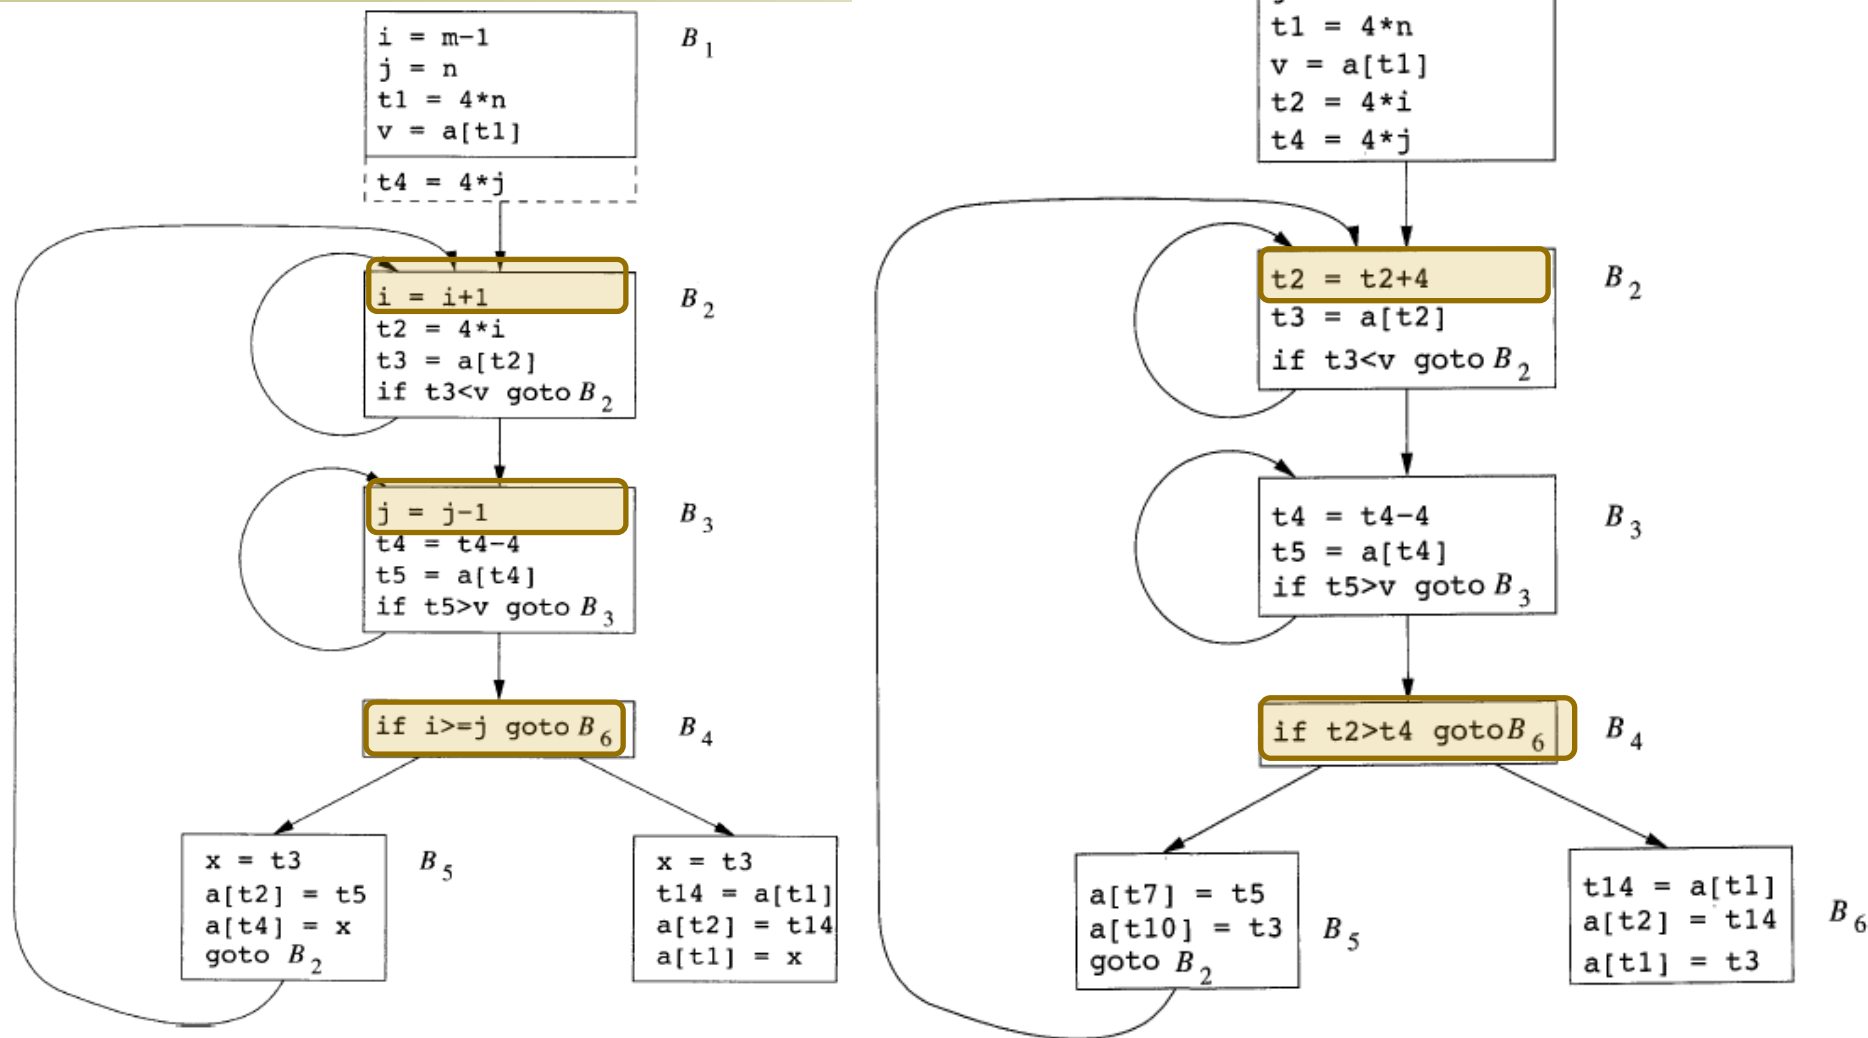 i = m-1
j = n
t1 = 4*n
v = a[t1]
B1
t4 = 4*j
i = i+1
t2 = 4*i
t3 = a[t2]
if t3<v goto B2
B2
j = j-1
t4 = t4-4
t5 = a[t4]
if t5>v goto B3
B3
if i>=j goto B6
B4
x = t3
a[t2] = t5
a[t4] = x
goto B2
B5
x = t3
t14 = a[t1]
a[t2] = t14
a[t1] = x
t1 = 4*n
v = a[t1]
t2 = 4*i
t4 = 4*j
t2 = t2+4
t3 = a[t2]
if t3<v goto B2
B2
t4 = t4-4
t5 = a[t4]
if t5>v goto B3
B3
if t2>t4 goto B6
B4
a[t7] = t5
a[t10] = t3
goto B2
B5
t14 = a[t1]
a[t2] = t14
a[t1] = t3
B6